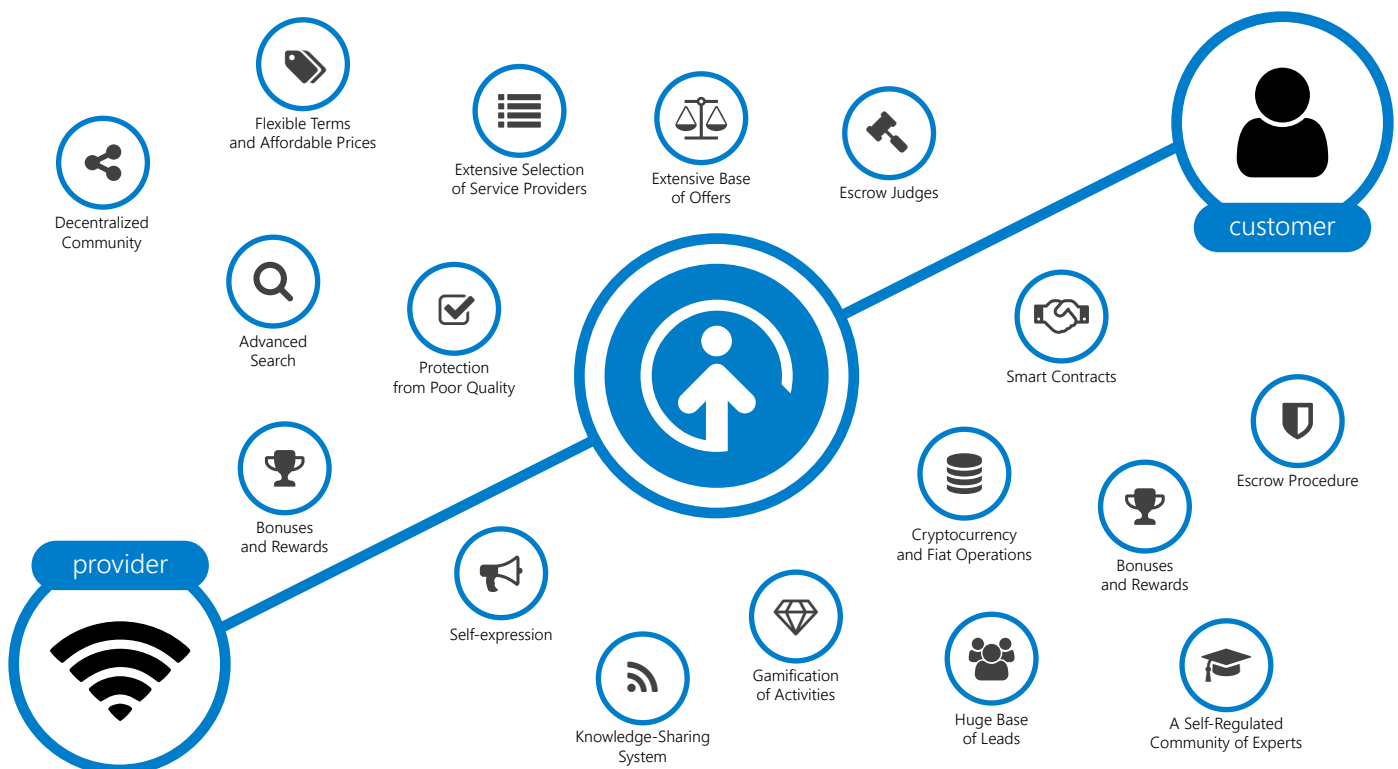 Flexible Terms
and Affordable Prices
Extensive Selection
of Service Providers
Extensive Base
of Offers
Escrow Judges
Decentralized
Community
customer
Advanced
Search
Protection
from Poor Quality
Smart Contracts
Escrow Procedure
Bonuses
and Rewards
Cryptocurrency
and Fiat Operations
Bonuses
and Rewards
provider
Self-expression
Gamification
of Activities
Knowledge-Sharing
System
Huge Base
of Leads
A Self-Regulated
Community of Experts